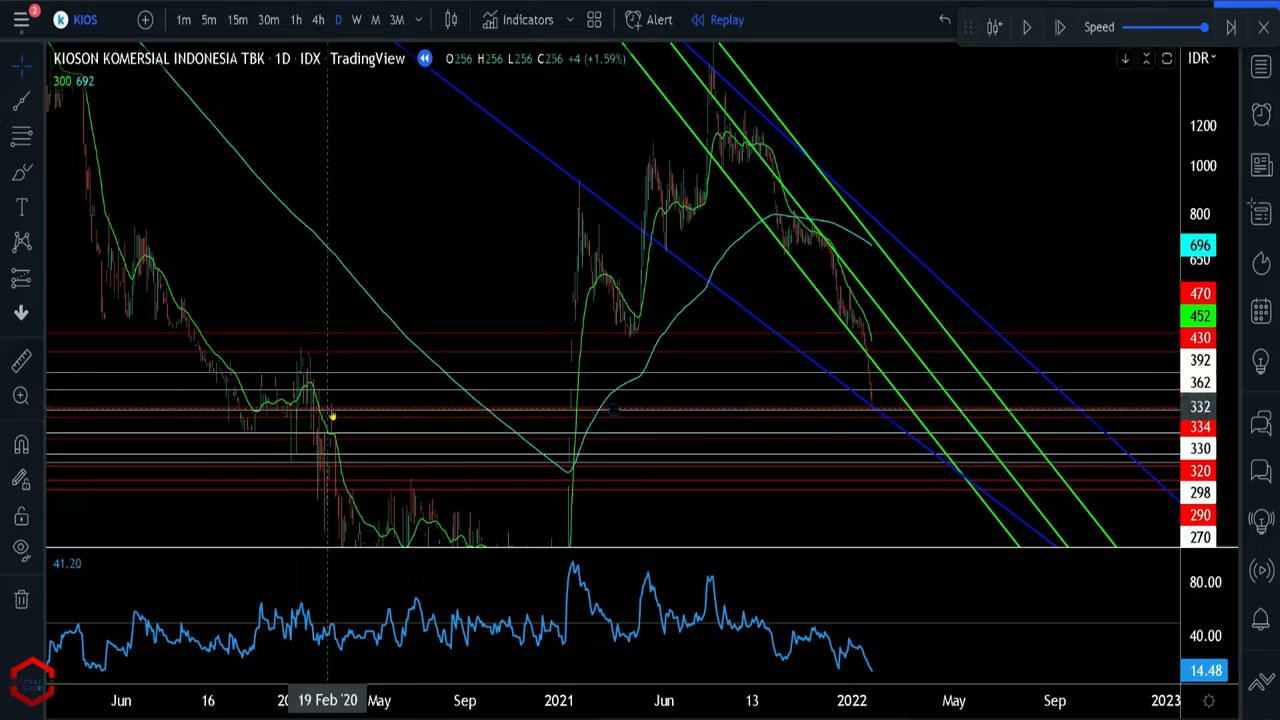 3
KIOS
1m 5m 15m 30m 1h 4h D W M 3M
Indicators
Alert
Replay
Speed
KIOSON KOMERSIAL INDONESIA TBK · 1D · IDX TradingView
O256 H256 L256 C256 +4 (+1.59%)
IDR
300 692
1200
1000
800
696
650
470
452
430
392
362
332
334
330
320
298
290
270
41.20
80.00
40.00
14.48
Jun 16 19 Feb '20 May Sep 2021 Jun 13 2022 May Sep 2023